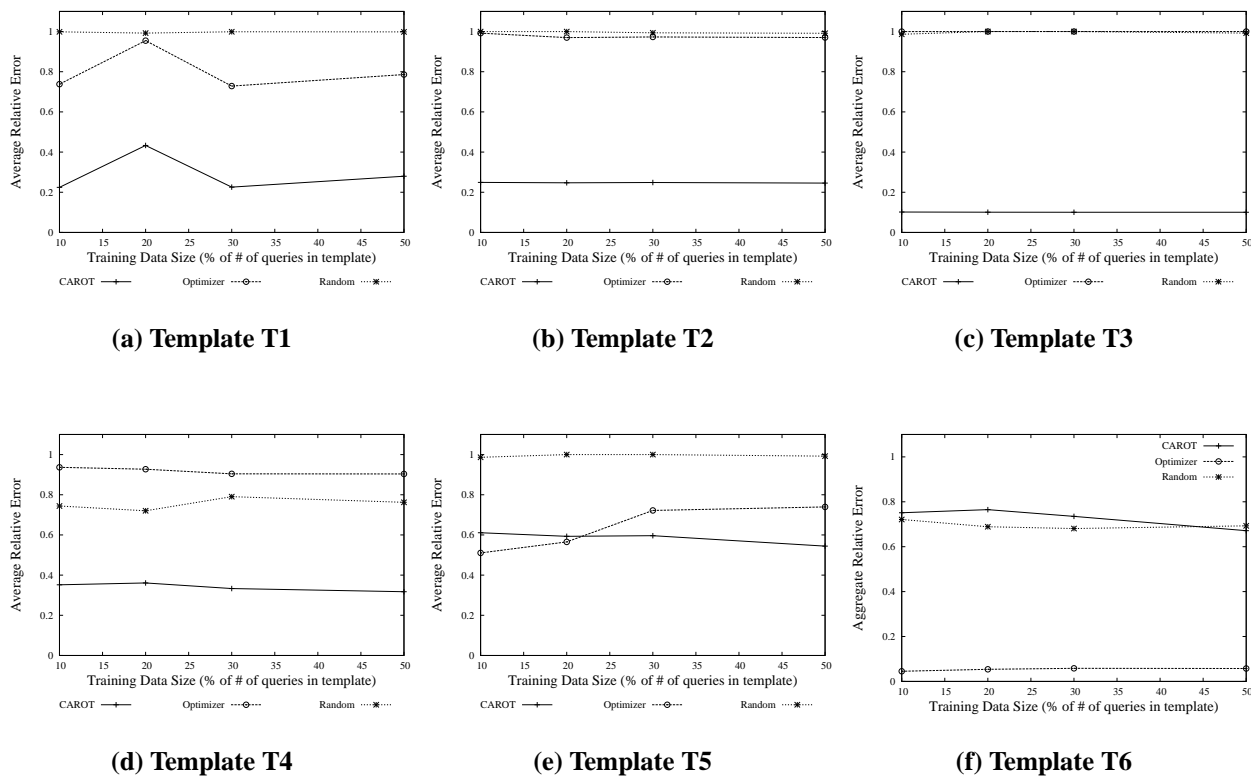 Average Relative Error
1
0.8
0.6
0.4
0.2
0
10 15 20 25 30 35 40 45 50
Training Data Size (% of # of queries in template)
CAROT Optimizer Random
(a) Template T1
Average Relative Error
1
0.8
0.6
0.4
0.2
0
10 15 20 25 30 35 40 45 50
Training Data Size (% of # of queries in template)
CAROT Optimizer Random
(b) Template T2
Average Relative Error
1
0.8
0.6
0.4
0.2
0
10 15 20 25 30 35 40 45 50
Training Data Size (% of # of queries in template)
CAROT Optimizer Random
(c) Template T3
Average Relative Error
1
0.8
0.6
0.4
0.2
0
10 15 20 25 30 35 40 45 50
Training Data Size (% of # of queries in template)
CAROT Optimizer Random
(d) Template T4
Average Relative Error
1
0.8
0.6
0.4
0.2
0
10 15 20 25 30 35 40 45 50
Training Data Size (% of # of queries in template)
CAROT Optimizer Random
(e) Template T5
Aggregate Relative Error
1
0.8
0.6
0.4
0.2
0
CAROT
Optimizer
Random
10 15 20 25 30 35 40 45 50
Training Data Size (% of # of queries in template)
(f) Template T6